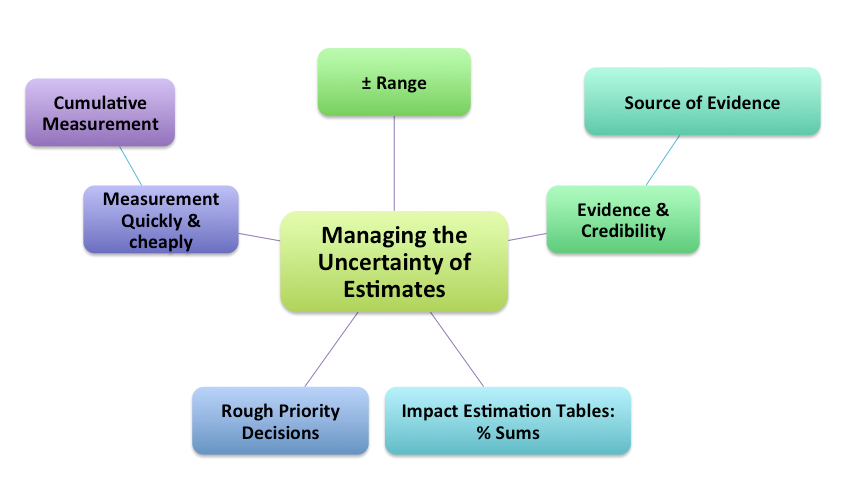 ± Range
Source of Evidence
Cumulative
Measurement
Measurement
Quickly &
cheaply
Evidence &
Credibility
Managing the
Uncertainty of
Estimates
Rough Priority
Decisions
Impact Estimation Tables:
% Sums